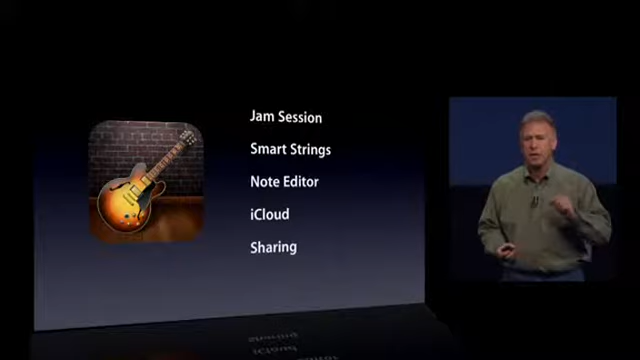 Jam Session
Smart Strings
Note Editor
iCloud
Sharing